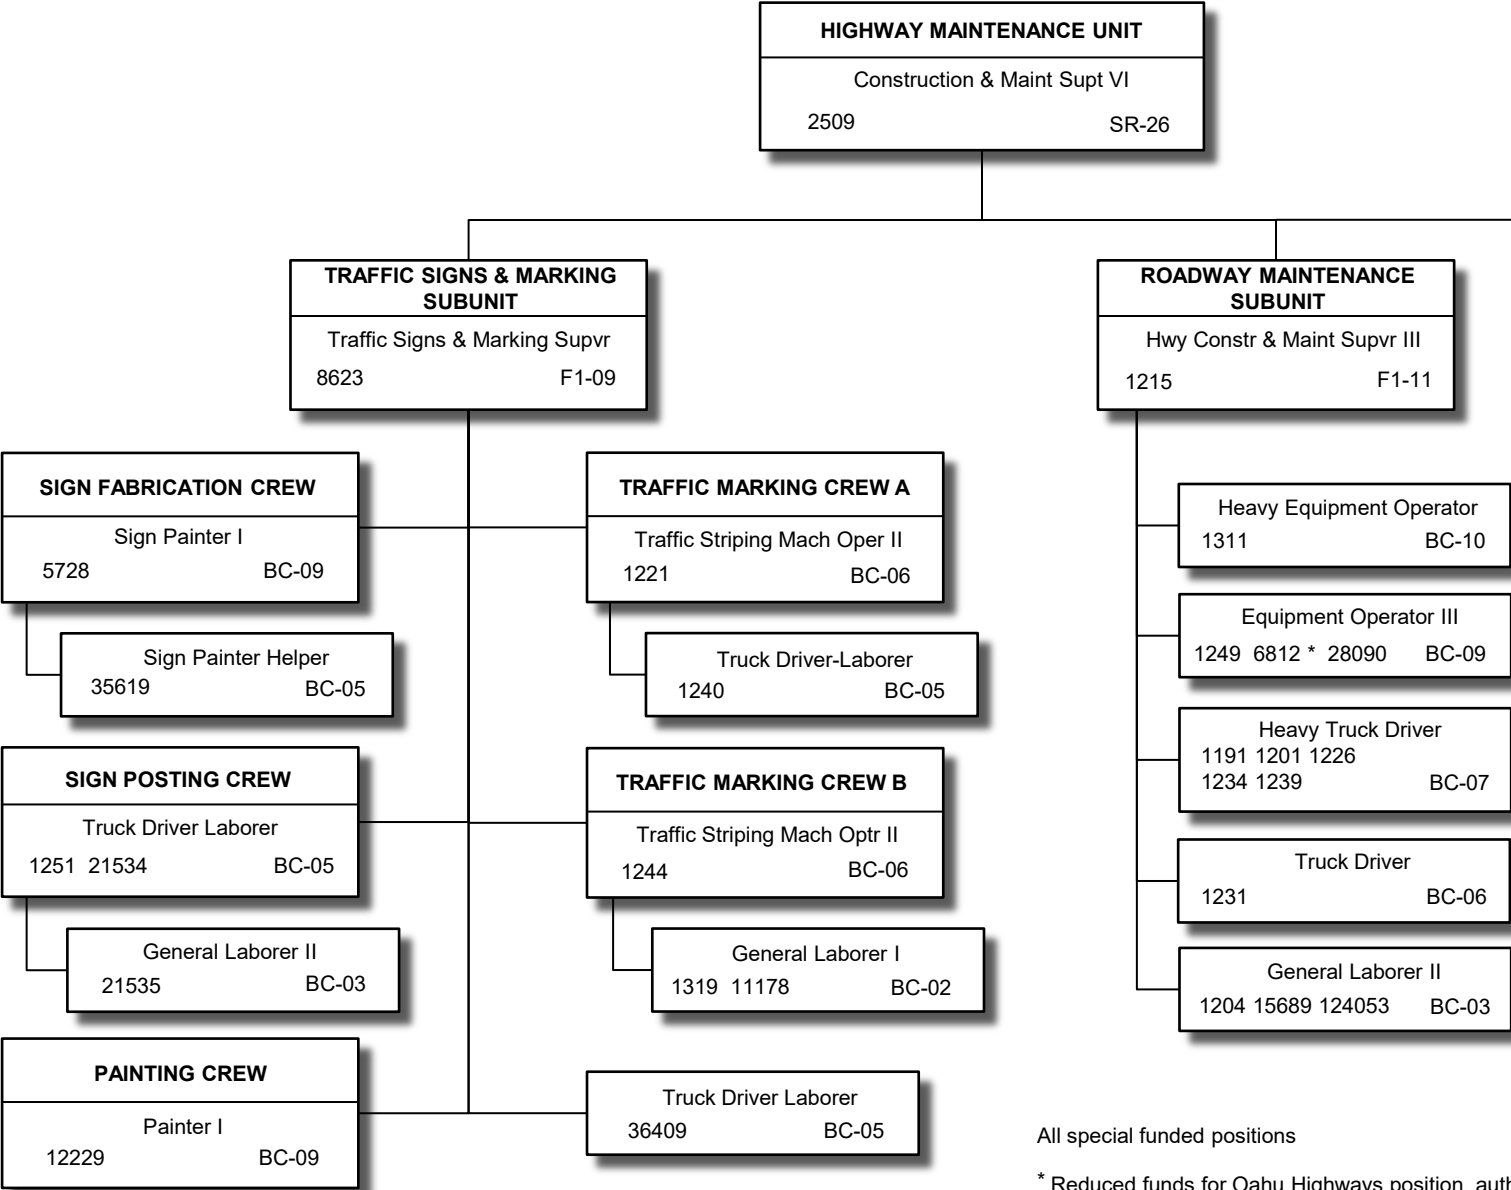 HIGHWAY MAINTENANCE UNIT
Construction & Maint Supt VI
2509 SR-26
TRAFFIC SIGNS & MARKING
SUBUNIT
Traffic Signs & Marking Supvr
8623 F1-09
ROADWAY MAINTENANCE
SUBUNIT
Hwy Constr & Maint Supvr III
1215 F1-11
SIGN FABRICATION CREW
Sign Painter I
5728 BC-09
Sign Painter Helper
35619 BC-05
SIGN POSTING CREW
Truck Driver Laborer
1251 21534 BC-05
General Laborer II
21535 BC-03
PAINTING CREW
Painter I
12229 BC-09
TRAFFIC MARKING CREW A
Traffic Striping Mach Oper II
1221 BC-06
Truck Driver-Laborer
1240 BC-05
TRAFFIC MARKING CREW B
Traffic Striping Mach Optr II
1244 BC-06
General Laborer I
1319 11178 BC-02
Truck Driver Laborer
36409 BC-05
Heavy Equipment Operator
1311 BC-10
Equipment Operator III
1249 6812 * 28090 BC-09
Heavy Truck Driver
1191 1201 1226
1234 1239 BC-07
Truck Driver
1231 BC-06
General Laborer II
1204 15689 124053 BC-03
All special funded positions
* Reduced funds for Oahu Highways position, auth